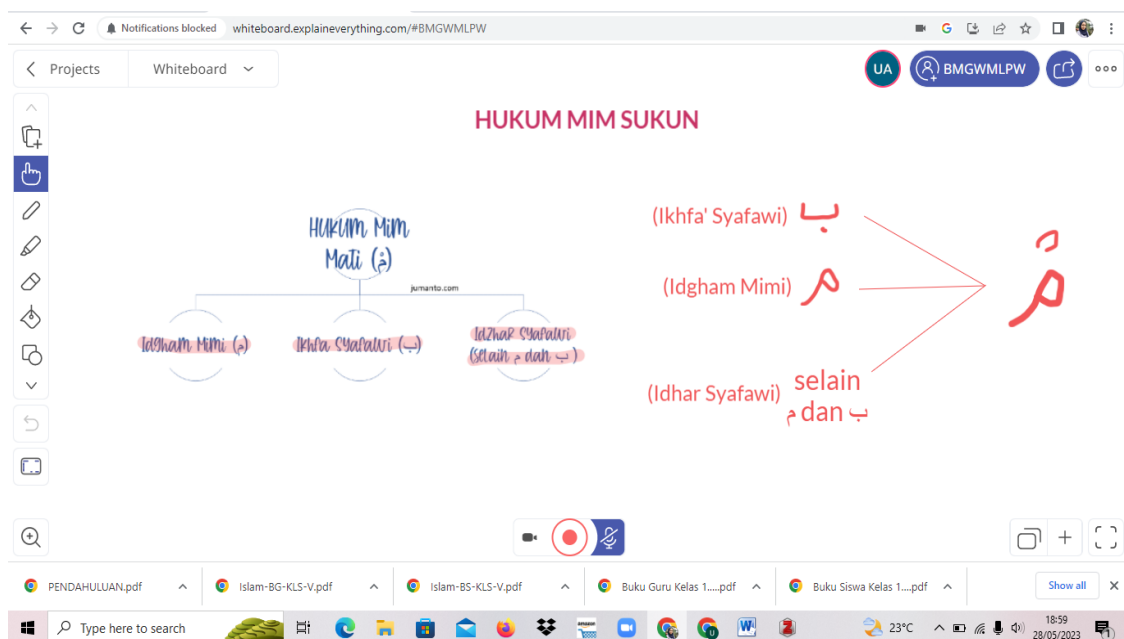 Notifications blocked
whiteboard.explaineverything.com/#BMGWMLPW
Projects
Whiteboard
UA
BMGWMLPW
HUKUM MIM SUKUN
HUKUM Mim
Mati (مْ)
jumanto.com
Idgham Mimi (م)
Ikhfa Syafawi (ب)
Idzhar Syafawi
(Selain م dan ب)
(Ikhfa' Syafawi) ب
(Idgham Mimi) م
(Idhar Syafawi) selain
م dan ب
مْ
PENDAHULUAN.pdf
Islam-BG-KLS-V.pdf
Islam-BS-KLS-V.pdf
Buku Guru Kelas 1.....pdf
Buku Siswa Kelas 1....pdf
Show all
Type here to search
amazon
23°C
18:59
28/05/2023